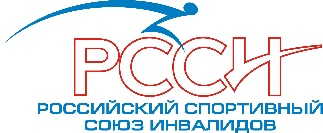 РССИ
РОССИЙСКИЙ СПОРТИВНЫЙ
СОЮЗ ИНВАЛИДОВ